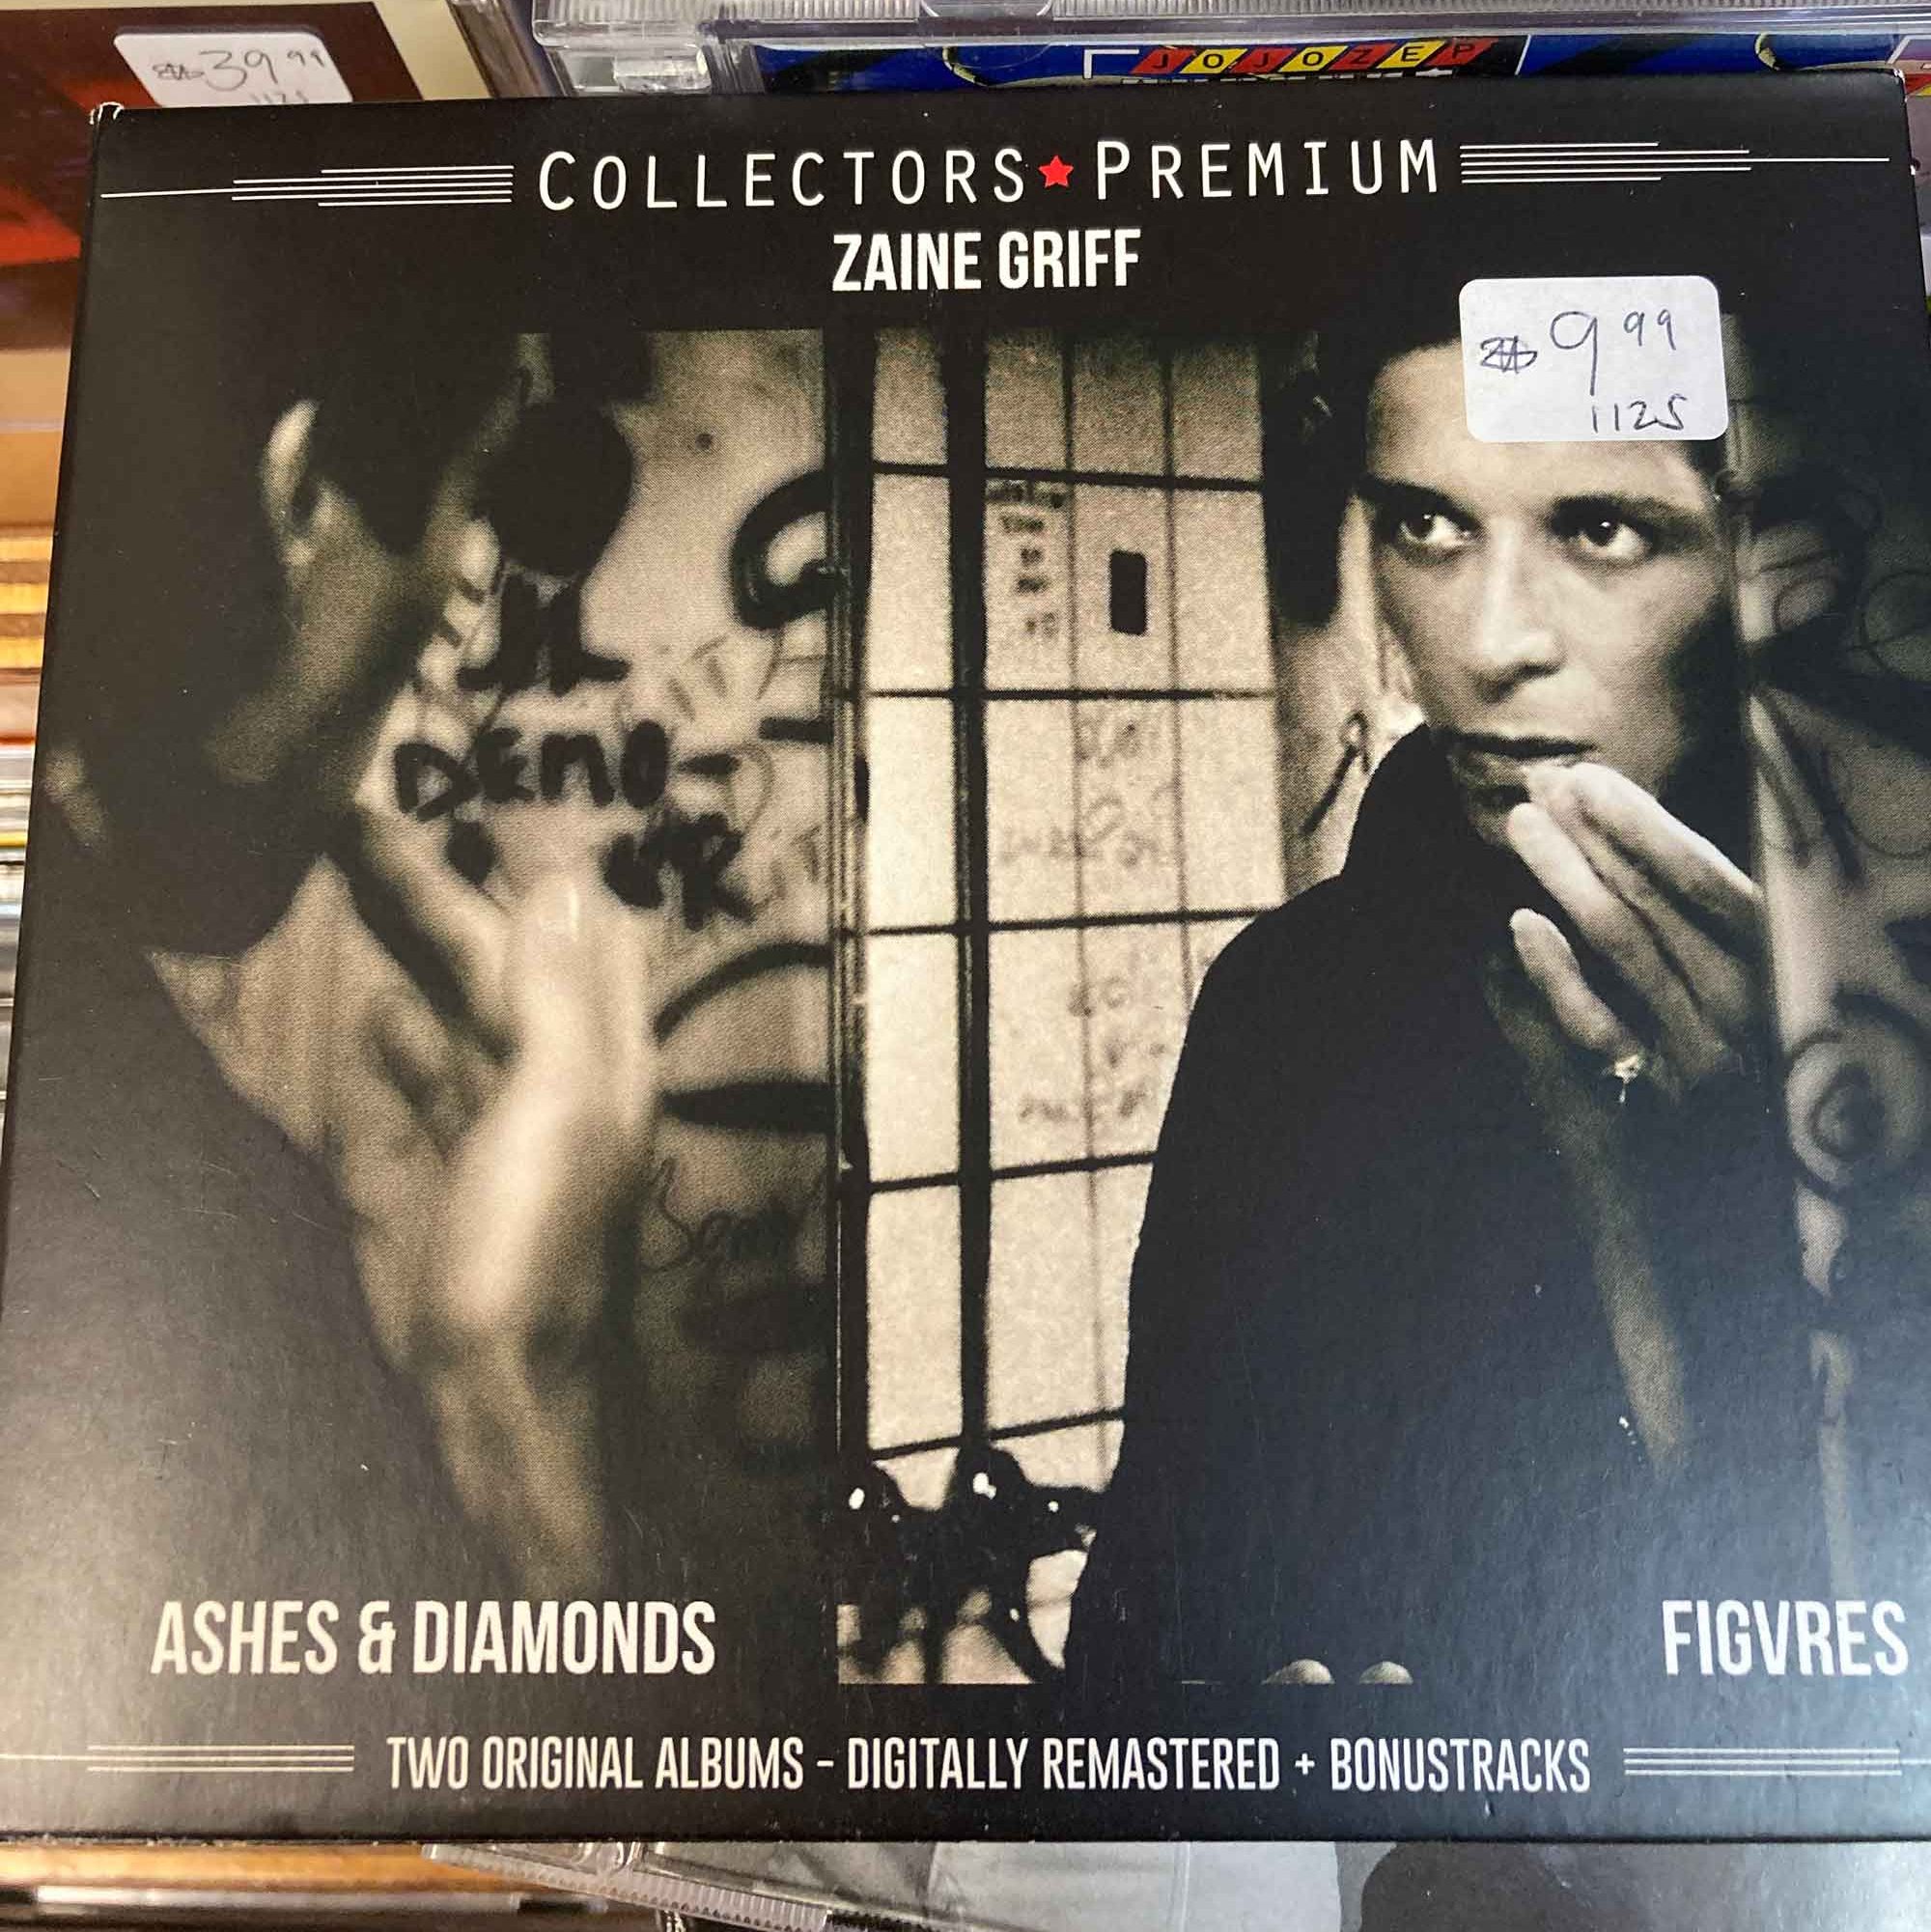 39 99
1125
JOJOZEP
COLLECTORS★PREMIUM
ZAINE GRIFF
9 99
1125
DEMO
ASHES & DIAMONDS
FIGVRES
TWO ORIGINAL ALBUMS - DIGITALLY REMASTERED + BONUSTRACKS